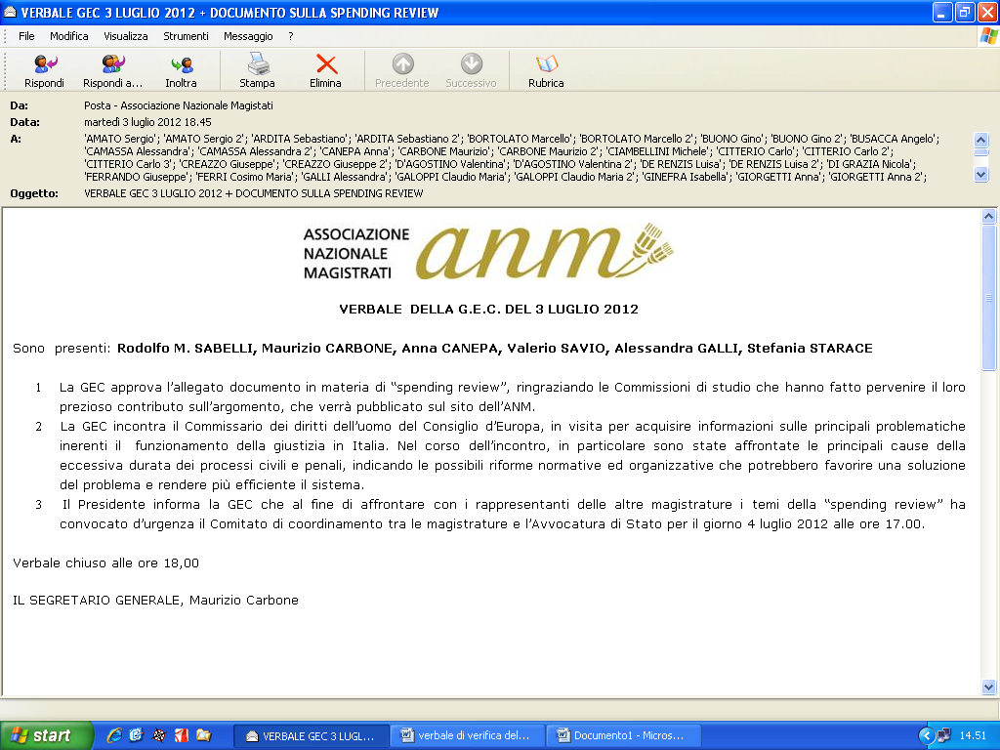 VERBALE GEC 3 LUGLIO 2012 + DOCUMENTO SULLA SPENDING REVIEW
File Modifica Visualizza Strumenti Messaggio ?
Rispondi Rispondi a... Inoltra Stampa Elimina Precedente Successivo Rubrica
Da: Posta - Associazione Nazionale Magistati
Data: martedì 3 luglio 2012 18.45
A: 'AMATO Sergio'; 'AMATO Sergio 2'; 'ARDITA Sebastiano'; 'ARDITA Sebastiano 2'; 'BORTOLATO Marcello'; 'BORTOLATO Marcello 2'; 'BUONO Gino'; 'BUONO Gino 2'; 'BUSACCA Angelo';
'CAMASSA Alessandra'; 'CAMASSA Alessandra 2'; 'CANEPA Anna'; 'CARBONE Maurizio'; 'CARBONE Maurizio 2'; 'CIAMBELLINI Michele'; 'CITTERIO Carlo'; 'CITTERIO Carlo 2';
'CITTERIO Carlo 3'; 'CREAZZO Giuseppe'; 'CREAZZO Giuseppe 2'; 'D'AGOSTINO Valentina'; 'D'AGOSTINO Valentina 2'; 'DE RENZIS Luisa'; 'DE RENZIS Luisa 2'; 'DI GRAZIA Nicola';
'FERRANDO Giuseppe'; 'FERRI Cosimo Maria'; 'GALLI Alessandra'; 'GALOPPI Claudio Maria'; 'GALOPPI Claudio Maria 2'; 'GINEFRA Isabella'; 'GIORGETTI Anna'; 'GIORGETTI Anna 2';
Oggetto: VERBALE GEC 3 LUGLIO 2012 + DOCUMENTO SULLA SPENDING REVIEW
ASSOCIAZIONE
NAZIONALE
MAGISTRATI
anm
VERBALE DELLA G.E.C. DEL 3 LUGLIO 2012
Sono presenti: Rodolfo M. SABELLI, Maurizio CARBONE, Anna CANEPA, Valerio SAVIO, Alessandra GALLI, Stefania STARACE
1 La GEC approva l'allegato documento in materia di "spending review", ringraziando le Commissioni di studio che hanno fatto pervenire il loro
prezioso contributo sull'argomento, che verrà pubblicato sul sito dell'ANM.
2 La GEC incontra il Commissario dei diritti dell'uomo del Consiglio d'Europa, in visita per acquisire informazioni sulle principali problematiche
inerenti il funzionamento della giustizia in Italia. Nel corso dell'incontro, in particolare sono state affrontate le principali cause della
eccessiva durata dei processi civili e penali, indicando le possibili riforme normative ed organizzative che potrebbero favorire una soluzione
del problema e rendere più efficiente il sistema.
3 Il Presidente informa la GEC che al fine di affrontare con i rappresentanti delle altre magistrature i temi della "spending review" ha
convocato d'urgenza il Comitato di coordinamento tra le magistrature e l'Avvocatura di Stato per il giorno 4 luglio 2012 alle ore 17.00.
Verbale chiuso alle ore 18,00
IL SEGRETARIO GENERALE, Maurizio Carbone
start VERBALE GEC 3 LUGL... verbale di verifica del... Documento1 - Micros... 14.51